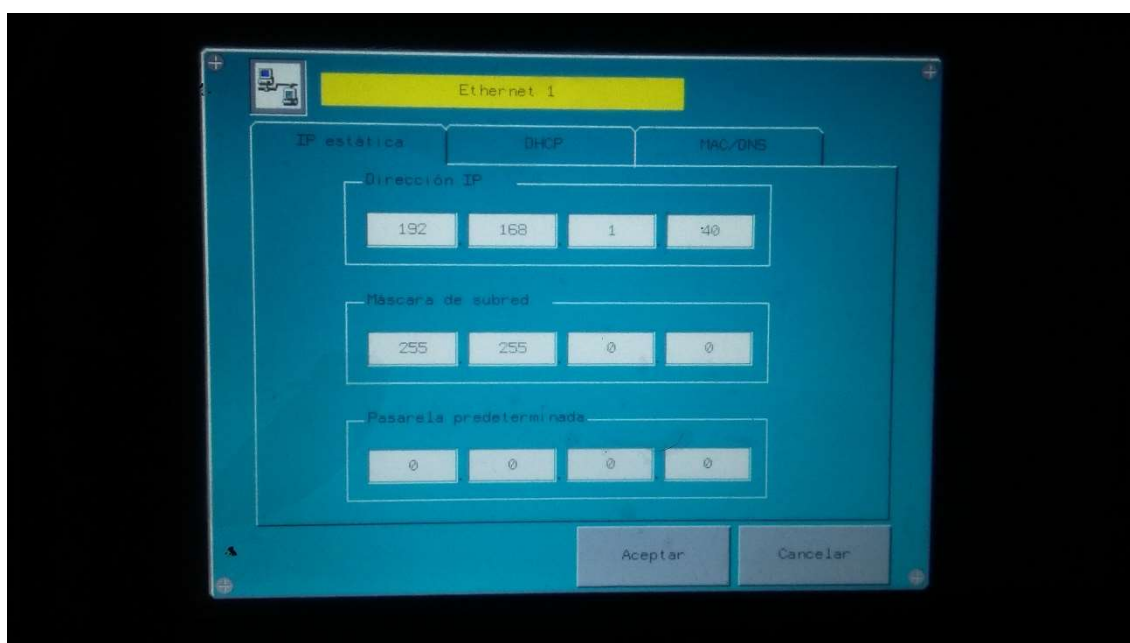 Ethernet 1
IP estática DHCP MAC/DNS
Dirección IP
192 . 168 . 1 . 40
Máscara de subred
255 . 255 . 0 . 0
Pasarela predeterminada
0 . 0 . 0 . 0
Aceptar Cancelar